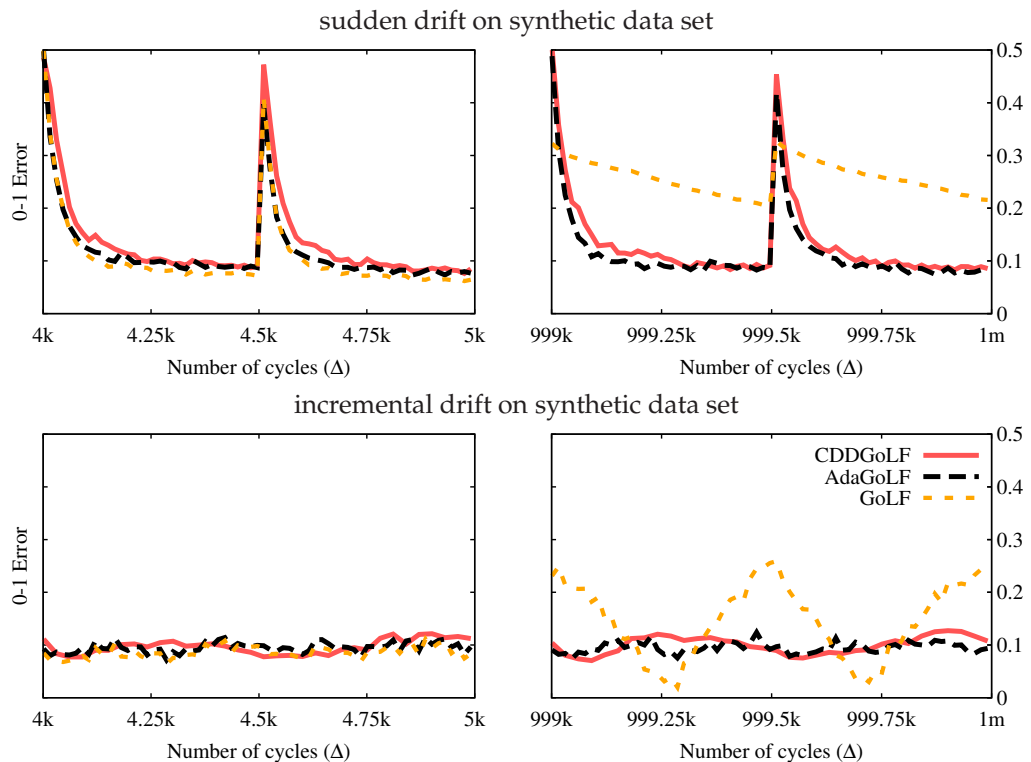 sudden drift on synthetic data set
0-1 Error
4k 4.25k 4.5k 4.75k 5k
Number of cycles (Δ)
0.5
0.4
0.3
0.2
0.1
0
999k 999.25k 999.5k 999.75k 1m
Number of cycles (Δ)
incremental drift on synthetic data set
0-1 Error
4k 4.25k 4.5k 4.75k 5k
Number of cycles (Δ)
CDDGoLF
AdaGoLF
GoLF
0.5
0.4
0.3
0.2
0.1
0
999k 999.25k 999.5k 999.75k 1m
Number of cycles (Δ)